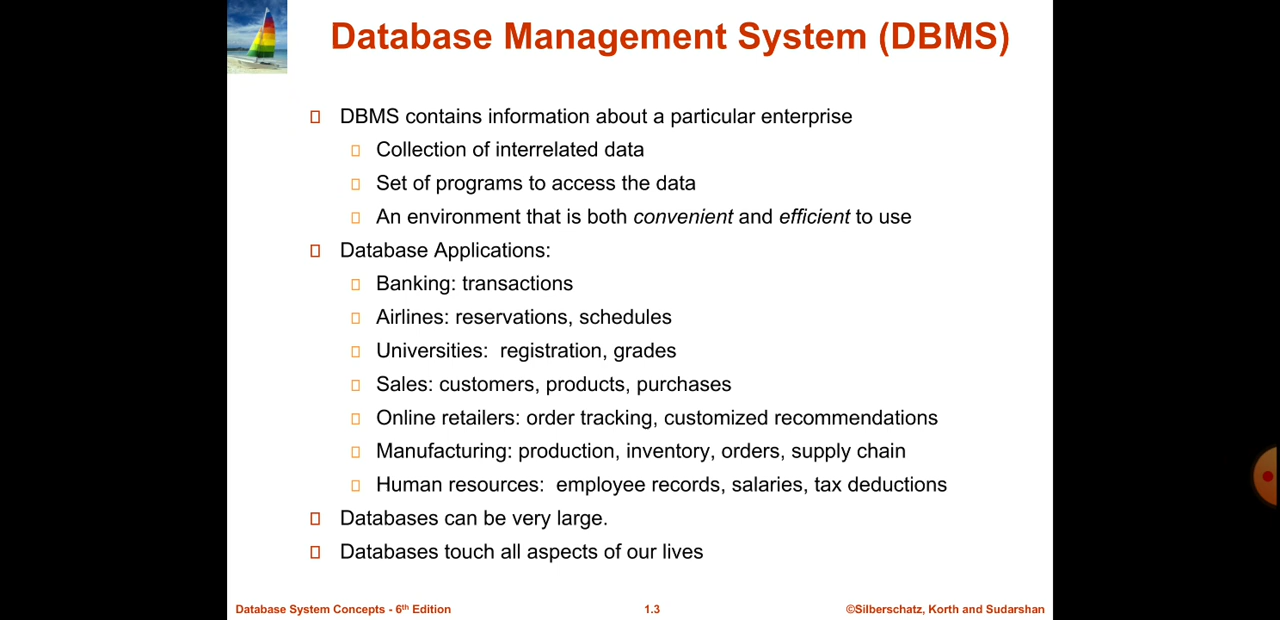 Database Management System (DBMS)
DBMS contains information about a particular enterprise
Collection of interrelated data
Set of programs to access the data
An environment that is both convenient and efficient to use
Database Applications:
Banking: transactions
Airlines: reservations, schedules
Universities:  registration, grades
Sales: customers, products, purchases
Online retailers: order tracking, customized recommendations
Manufacturing: production, inventory, orders, supply chain
Human resources:  employee records, salaries, tax deductions
Databases can be very large.
Databases touch all aspects of our lives
Database System Concepts - 6th Edition
1.3
©Silberschatz, Korth and Sudarshan